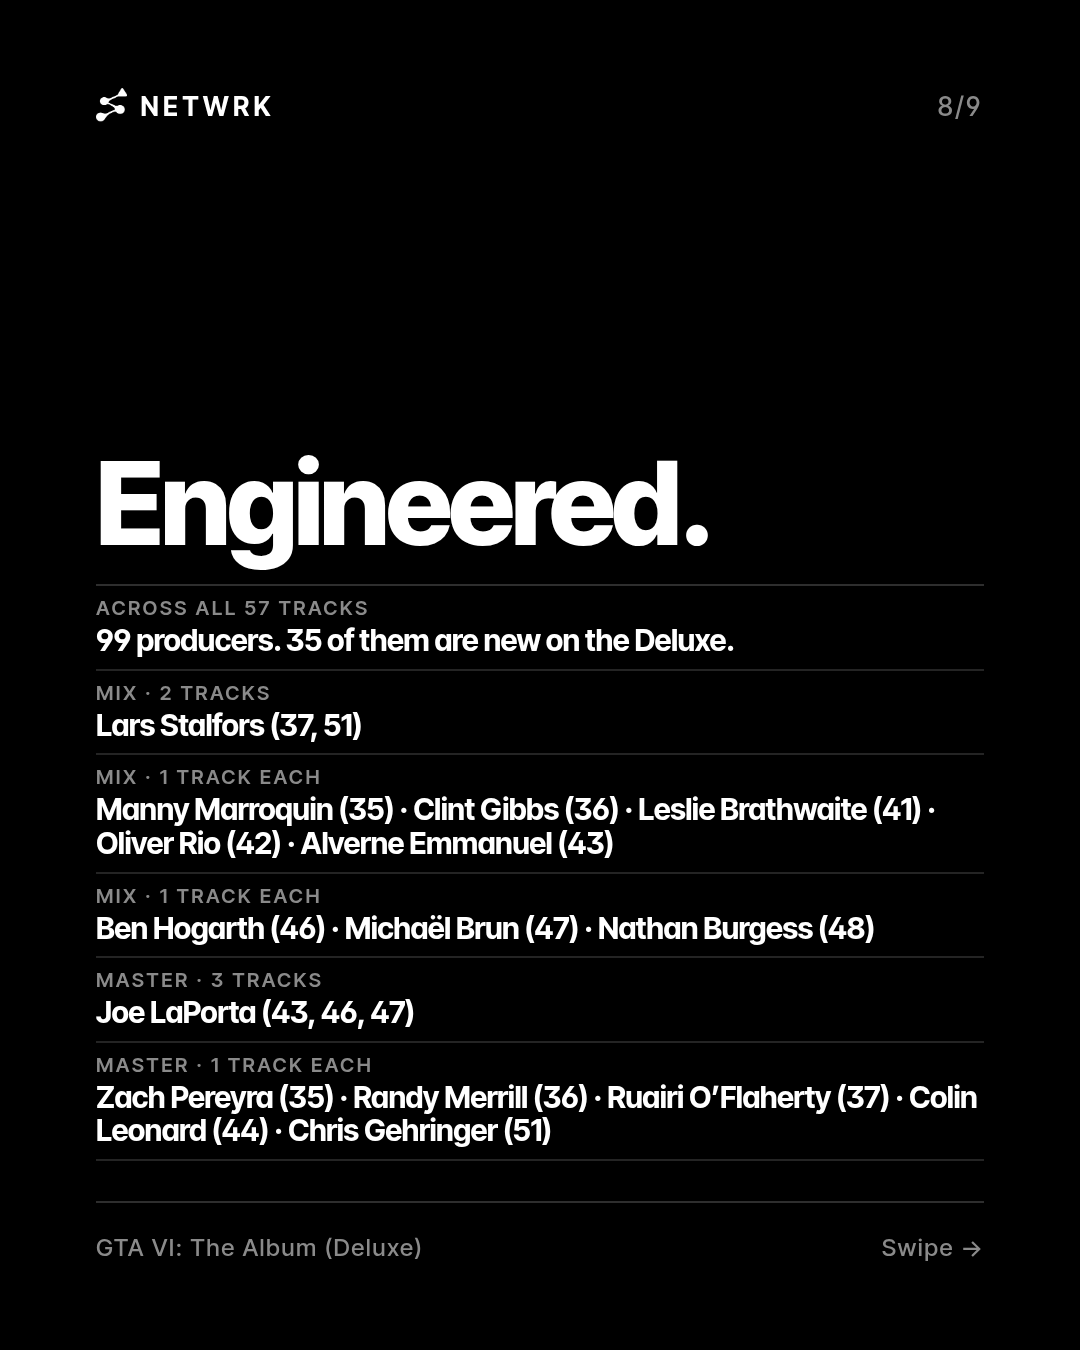 NETWRK
8/9
Engineered.
ACROSS ALL 57 TRACKS
99 producers. 35 of them are new on the Deluxe.
MIX · 2 TRACKS
Lars Stalfors (37, 51)
MIX · 1 TRACK EACH
Manny Marroquin (35) · Clint Gibbs (36) · Leslie Brathwaite (41) ·
Oliver Rio (42) · Alverne Emmanuel (43)
MIX · 1 TRACK EACH
Ben Hogarth (46) · Michaël Brun (47) · Nathan Burgess (48)
MASTER · 3 TRACKS
Joe LaPorta (43, 46, 47)
MASTER · 1 TRACK EACH
Zach Pereyra (35) · Randy Merrill (36) · Ruairi O’Flaherty (37) · Colin
Leonard (44) · Chris Gehringer (51)
GTA VI: The Album (Deluxe)
Swipe →